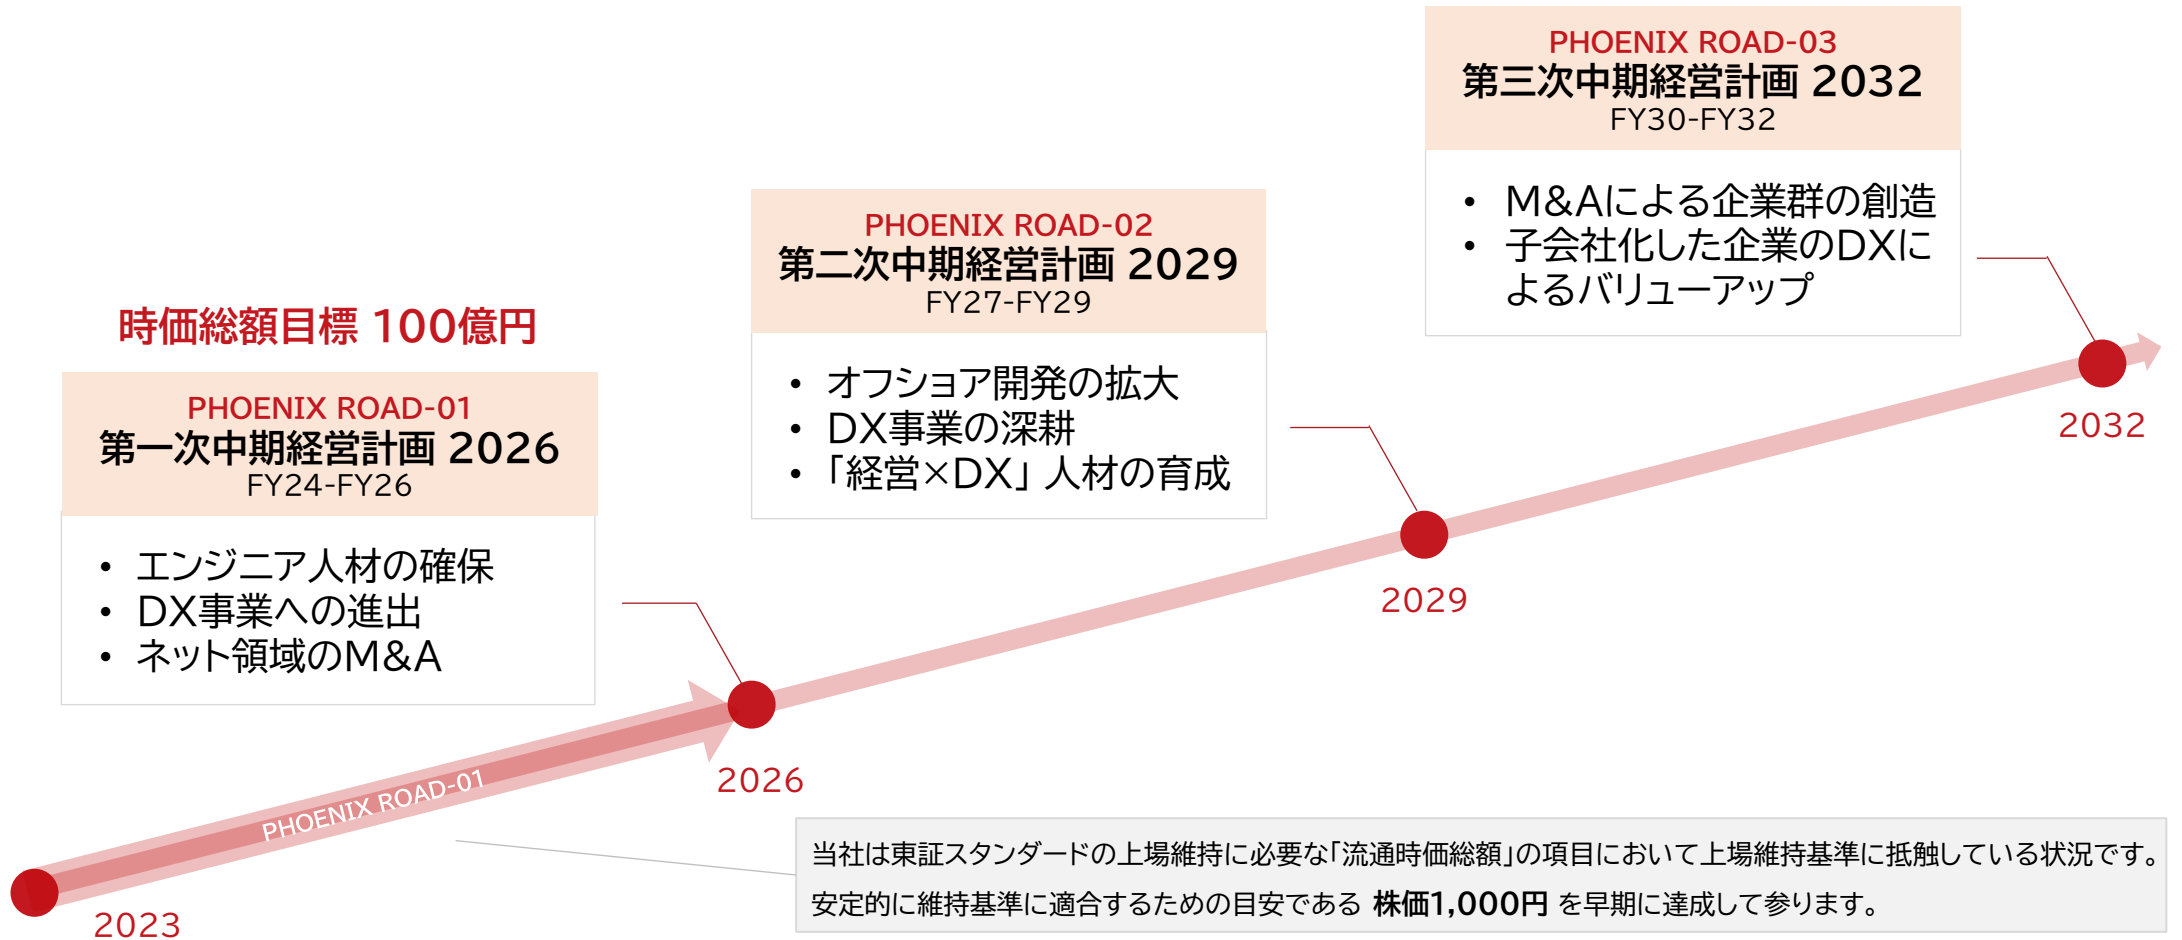 時価総額目標 100億円
PHOENIX ROAD-01
第一次中期経営計画 2026
FY24-FY26
• エンジニア人材の確保
• DX事業への進出
• ネット領域のM&A
PHOENIX ROAD-02
第二次中期経営計画 2029
FY27-FY29
• オフショア開発の拡大
• DX事業の深耕
• 「経営×DX」 人材の育成
PHOENIX ROAD-03
第三次中期経営計画 2032
FY30-FY32
• M&Aによる企業群の創造
• 子会社化した企業のDXに
よるバリューアップ
PHOENIX ROAD-01
2023
2026
2029
2032
当社は東証スタンダードの上場維持に必要な「流通時価総額」の項目において上場維持基準に抵触している状況です。
安定的に維持基準に適合するための目安である 株価1,000円 を早期に達成して参ります。